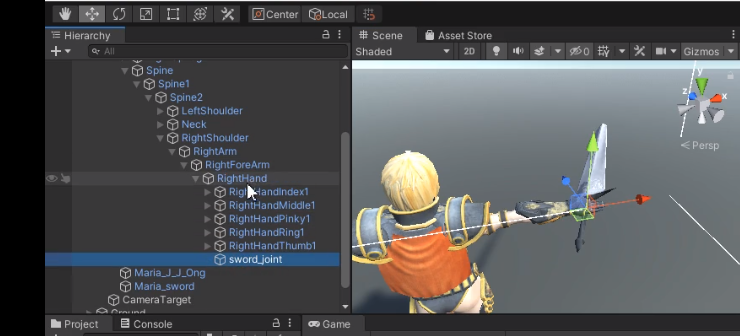 Center Local
Hierarchy
All
Spine
Spine1
Spine2
LeftShoulder
Neck
RightShoulder
RightArm
RightForeArm
RightHand
RightHandIndex1
RightHandMiddle1
RightHandPinky1
RightHandRing1
RightHandThumb1
sword_joint
Maria_J_J_Ong
Maria_sword
CameraTarget
Ground
Project Console
Scene Asset Store
Shaded 2D 0 Gizmos
y
z x
Persp
Game